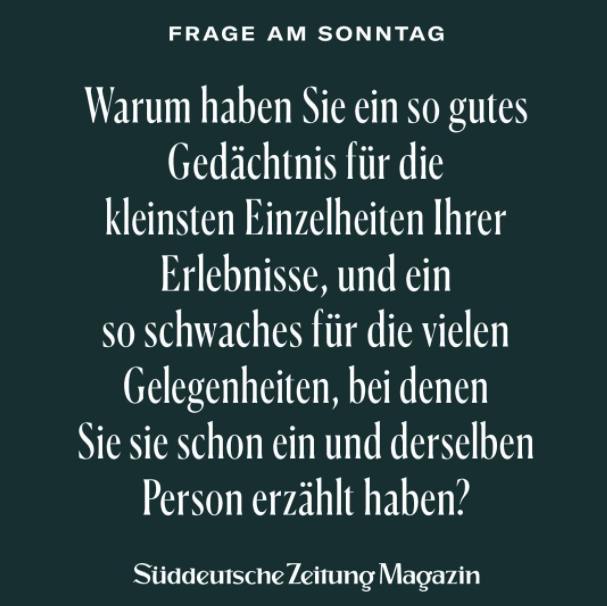 FRAGE AM SONNTAG
Warum haben Sie ein so gutes
Gedächtnis für die
kleinsten Einzelheiten Ihrer
Erlebnisse, und ein
so schwaches für die vielen
Gelegenheiten, bei denen
Sie sie schon ein und derselben
Person erzählt haben?
Süddeutsche Zeitung Magazin